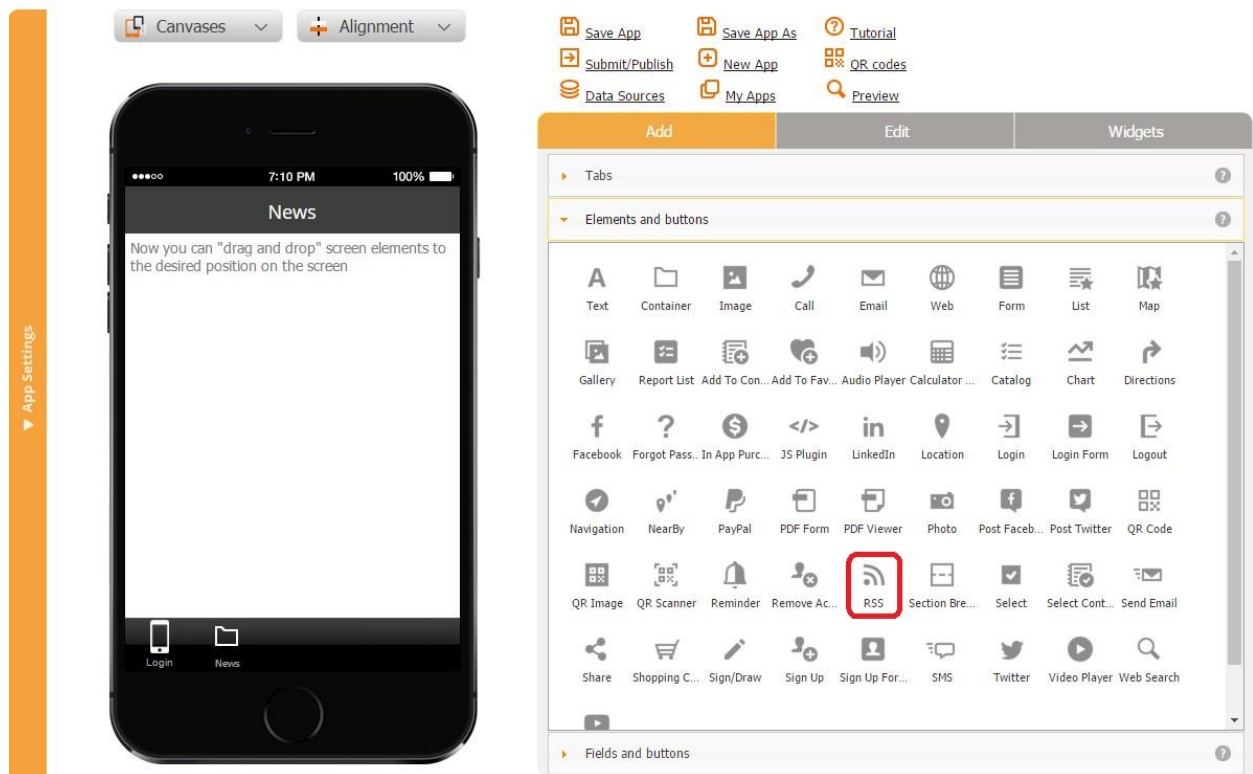 Canvases
Alignment
Save App
Save App As
Tutorial
Submit/Publish
New App
QR codes
Data Sources
My Apps
Preview
App Settings
7:10 PM
100%
News
Now you can "drag and drop" screen elements to
the desired position on the screen
Login
News
Add
Edit
Widgets
Tabs
Elements and buttons
Text
Container
Image
Call
Email
Web
Form
List
Map
Gallery
Report List
Add To Con...
Add To Fav...
Audio Player
Calculator ...
Catalog
Chart
Directions
Facebook
Forgot Pass..
In App Purc...
JS Plugin
LinkedIn
Location
Login
Login Form
Logout
Navigation
NearBy
PayPal
PDF Form
PDF Viewer
Photo
Post Faceb...
Post Twitter
QR Code
QR Image
QR Scanner
Reminder
Remove Ac...
RSS
Section Bre...
Select
Select Cont...
Send Email
Share
Shopping C...
Sign/Draw
Sign Up
Sign Up For...
SMS
Twitter
Video Player
Web Search
Fields and buttons